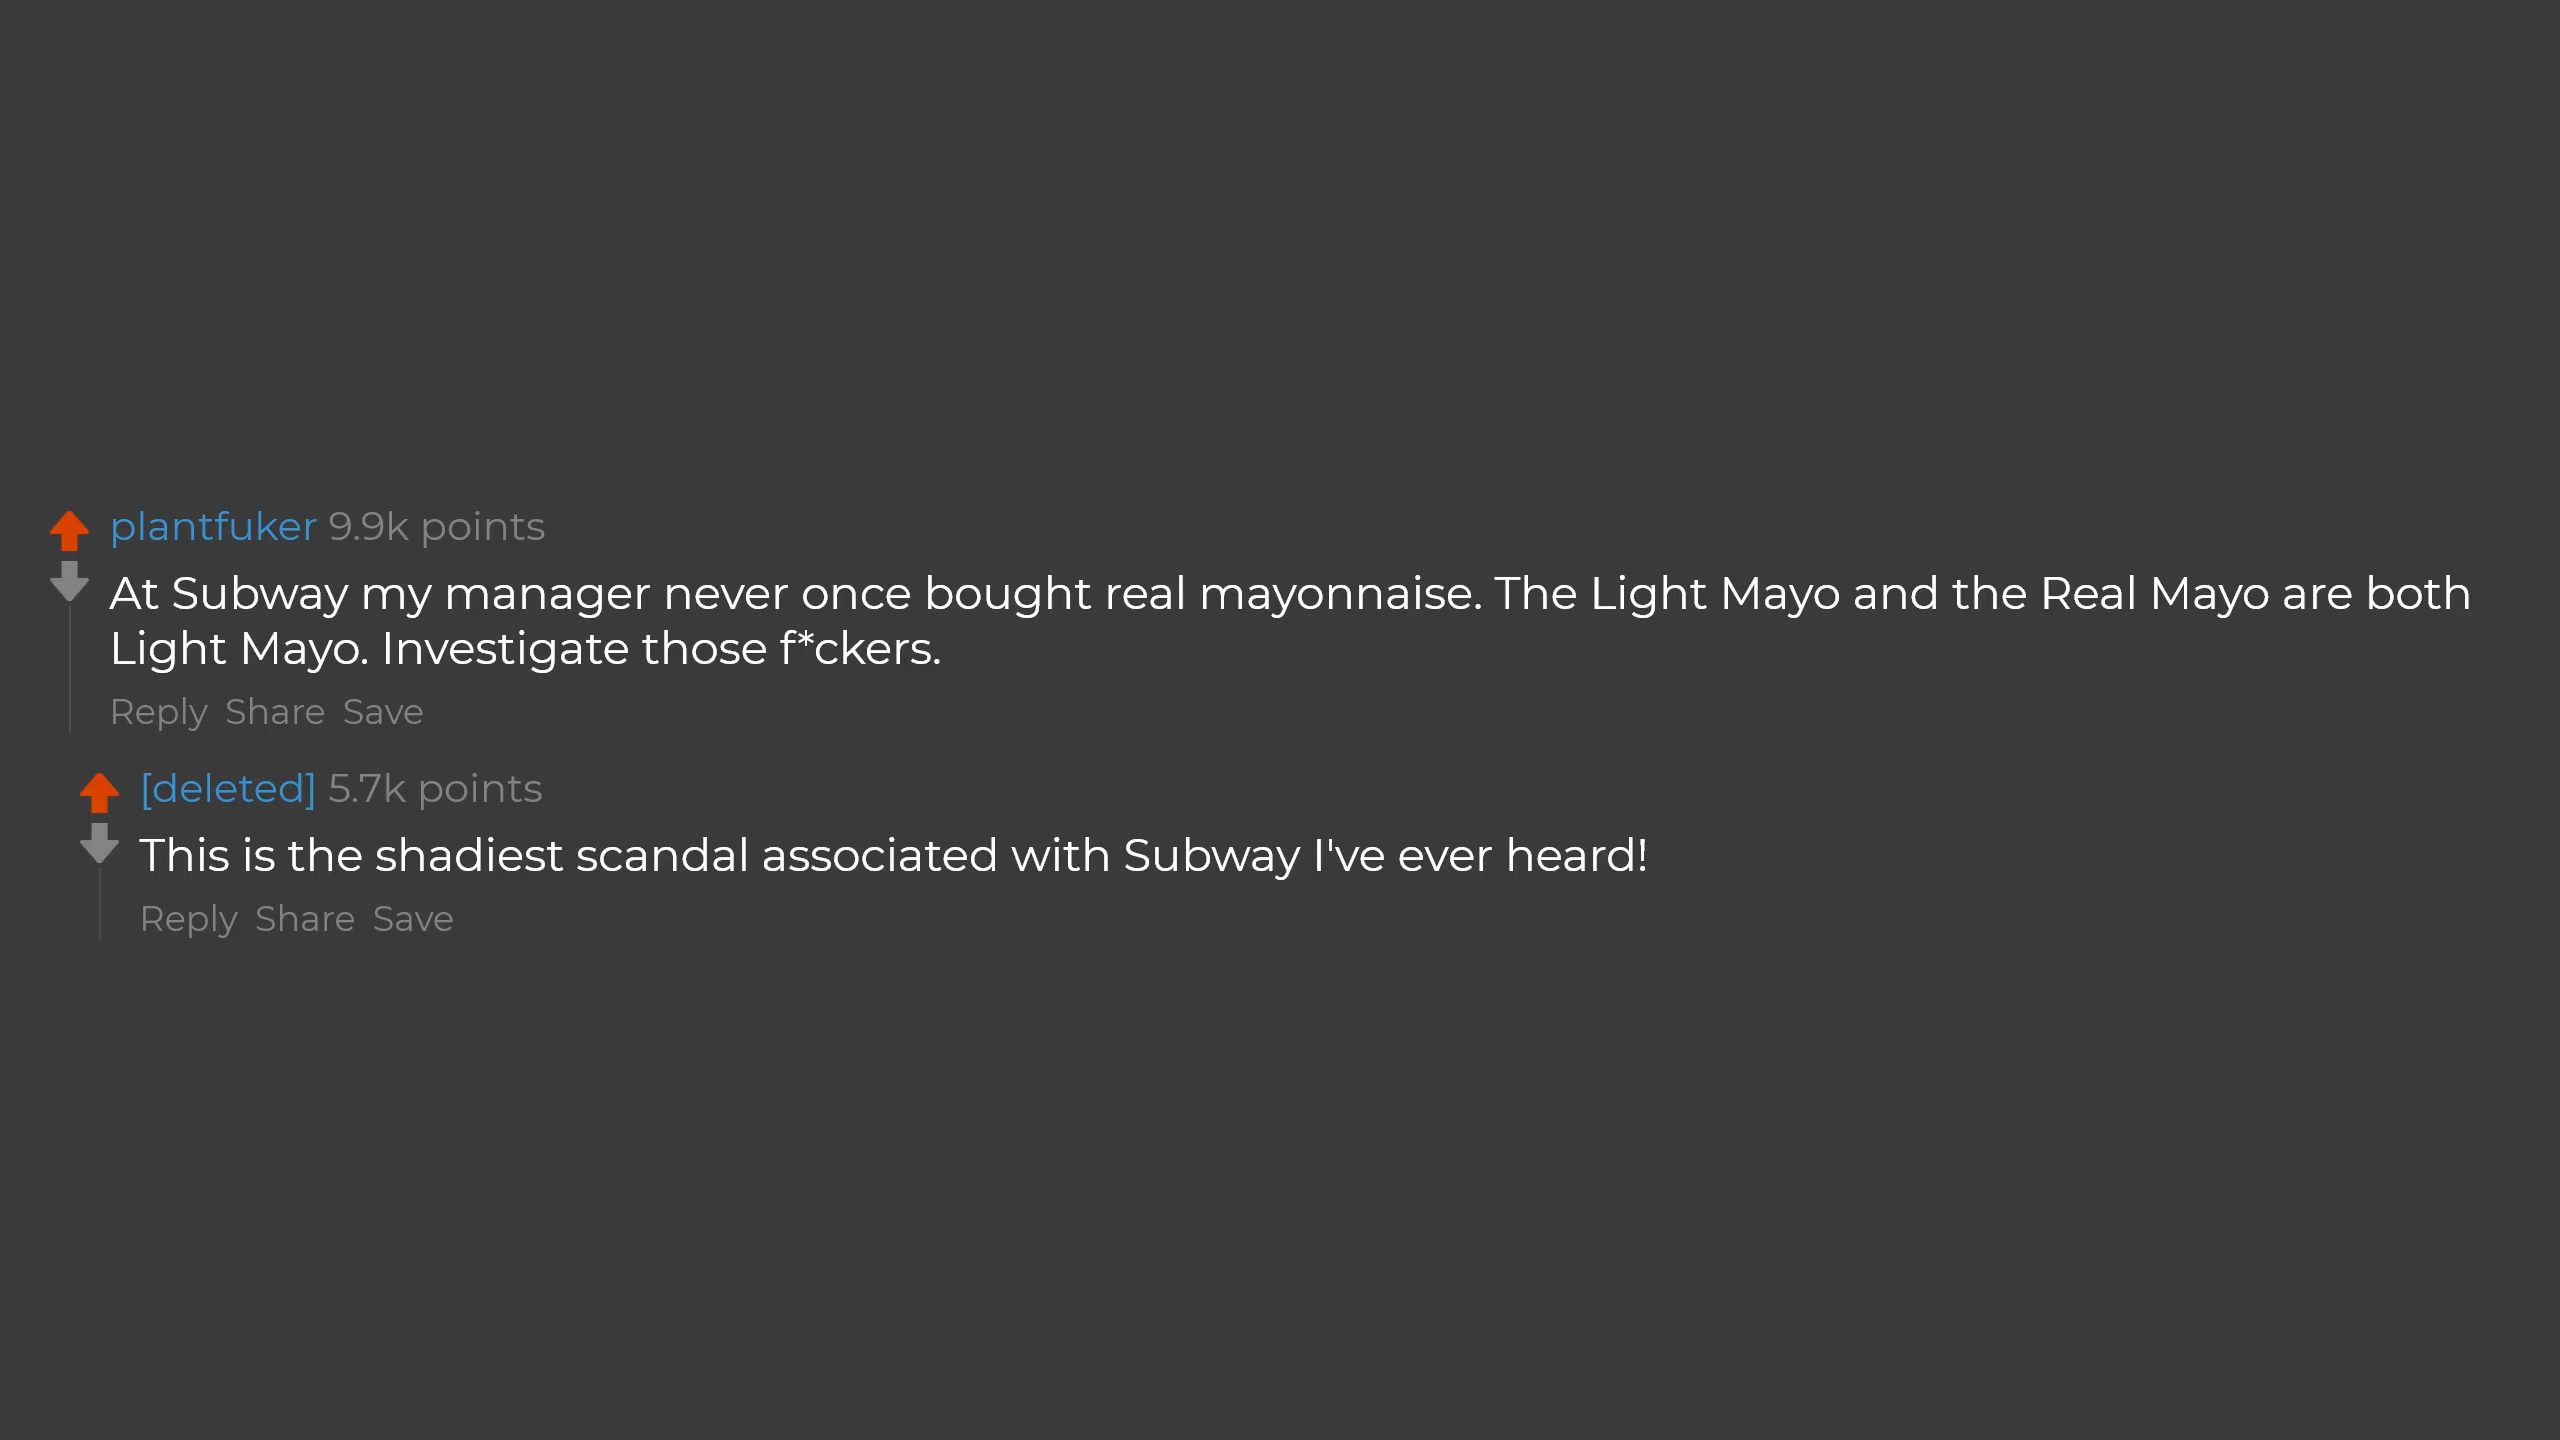 plantfuker 9.9k points
At Subway my manager never once bought real mayonnaise. The Light Mayo and the Real Mayo are both
Light Mayo. Investigate those f*ckers.
Reply Share Save
[deleted] 5.7k points
This is the shadiest scandal associated with Subway I've ever heard!
Reply Share Save